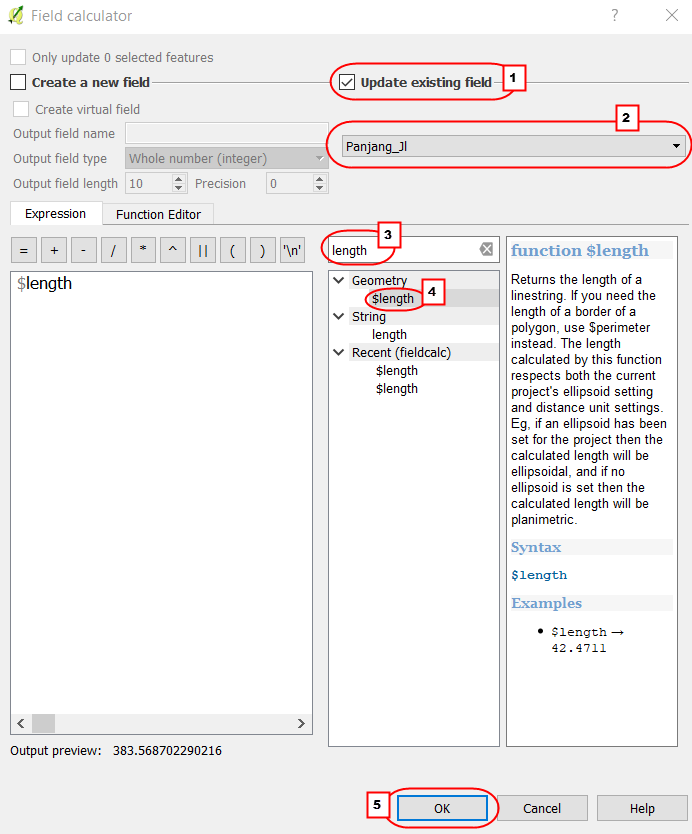 Field calculator
?
Only update 0 selected features
Create a new field
Update existing field
1
Create virtual field
2
Output field name
Output field type
Whole number (integer)
Panjang_Jl
Output field length
10
Precision
0
Expression
Function Editor
3
= + - / * ^ || ( ) '\n'
length
$length
Geometry
$length
4
String
length
Recent (fieldcalc)
$length
$length
function $length
Returns the length of a
linestring. If you need the
length of a border of a
polygon, use $perimeter
instead. The length
calculated by this function
respects both the current
project's ellipsoid setting
and distance unit settings.
Eg, if an ellipsoid has been
set for the project then the
calculated length will be
ellipsoidal, and if no
ellipsoid is set then the
calculated length will be
planimetric.
Syntax
$length
Examples
• $length →
42.4711
Output preview: 383.568702290216
5
OK
Cancel
Help